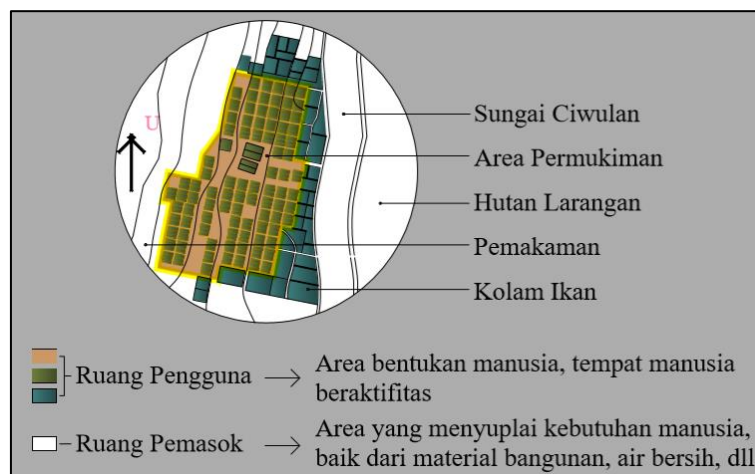 U
Sungai Ciwulan
Area Permukiman
Hutan Larangan
Pemakaman
Kolam Ikan
Ruang Pengguna
Area bentukan manusia, tempat manusia
beraktifitas
Ruang Pemasok
Area yang menyuplai kebutuhan manusia,
baik dari material bangunan, air bersih, dll